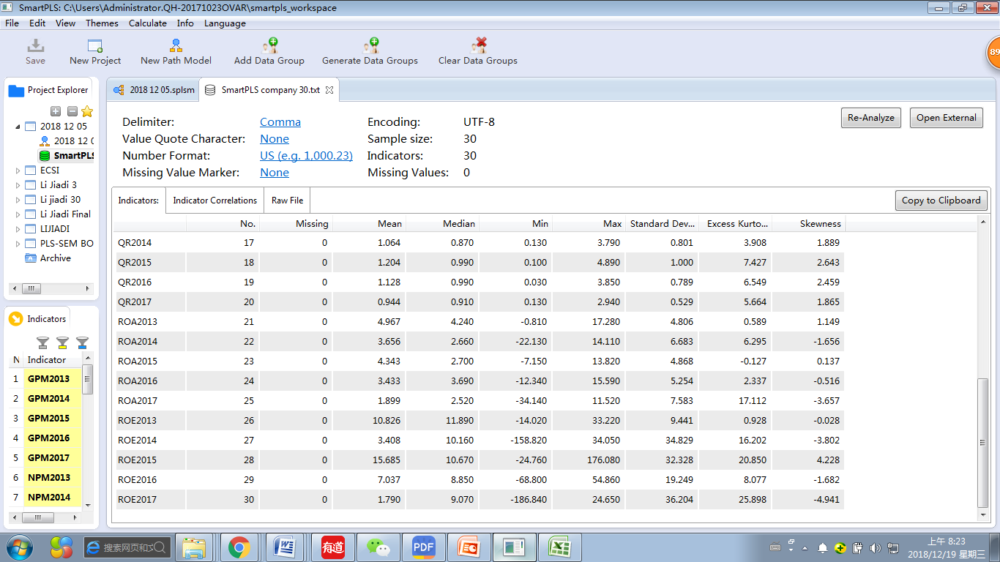 SmartPLS: C:\Users\Administrator.QH-20171023OVAR\smartpls_workspace
File Edit View Themes Calculate Info Language
Save New Project New Path Model Add Data Group Generate Data Groups Clear Data Groups
89
Project Explorer
2018 12 05
2018 12 0
SmartPLS
ECSI
Li Jiadi 3
Li jiadi 30
Li Jiadi Final
LIJIADI
PLS-SEM BO
Archive
Indicators
N Indicator
1 GPM2013
2 GPM2014
3 GPM2015
4 GPM2016
5 GPM2017
6 NPM2013
7 NPM2014
2018 12 05.splsm SmartPLS company 30.txt
Delimiter: Comma Encoding: UTF-8
Value Quote Character: None Sample size: 30
Number Format: US (e.g. 1,000.23) Indicators: 30
Missing Value Marker: None Missing Values: 0
Re-Analyze Open External
Indicators: Indicator Correlations Raw File Copy to Clipboard
No. Missing Mean Median Min Max Standard Dev... Excess Kurto... Skewness
QR2014 17 0 1.064 0.870 0.130 3.790 0.801 3.908 1.889
QR2015 18 0 1.204 0.990 0.100 4.890 1.000 7.427 2.643
QR2016 19 0 1.128 0.990 0.030 3.850 0.789 6.549 2.459
QR2017 20 0 0.944 0.910 0.130 2.940 0.529 5.664 1.865
ROA2013 21 0 4.967 4.240 -0.810 17.280 4.806 0.589 1.149
ROA2014 22 0 3.656 2.660 -22.130 14.110 6.683 6.295 -1.656
ROA2015 23 0 4.343 2.700 -7.150 13.820 4.868 -0.127 0.137
ROA2016 24 0 3.433 3.690 -12.340 15.590 5.254 2.337 -0.516
ROA2017 25 0 1.899 2.520 -34.140 11.520 7.583 17.112 -3.657
ROE2013 26 0 10.826 11.890 -14.020 33.220 9.441 0.928 -0.028
ROE2014 27 0 3.408 10.160 -158.820 34.050 34.829 16.202 -3.802
ROE2015 28 0 15.685 10.670 -24.760 176.080 32.328 20.850 4.228
ROE2016 29 0 7.037 8.850 -68.800 54.860 19.249 8.077 -1.682
ROE2017 30 0 1.790 9.070 -186.840 24.650 36.204 25.898 -4.941
搜索网页和文
有道
PDF
上午 8:23
2018/12/19 星期三